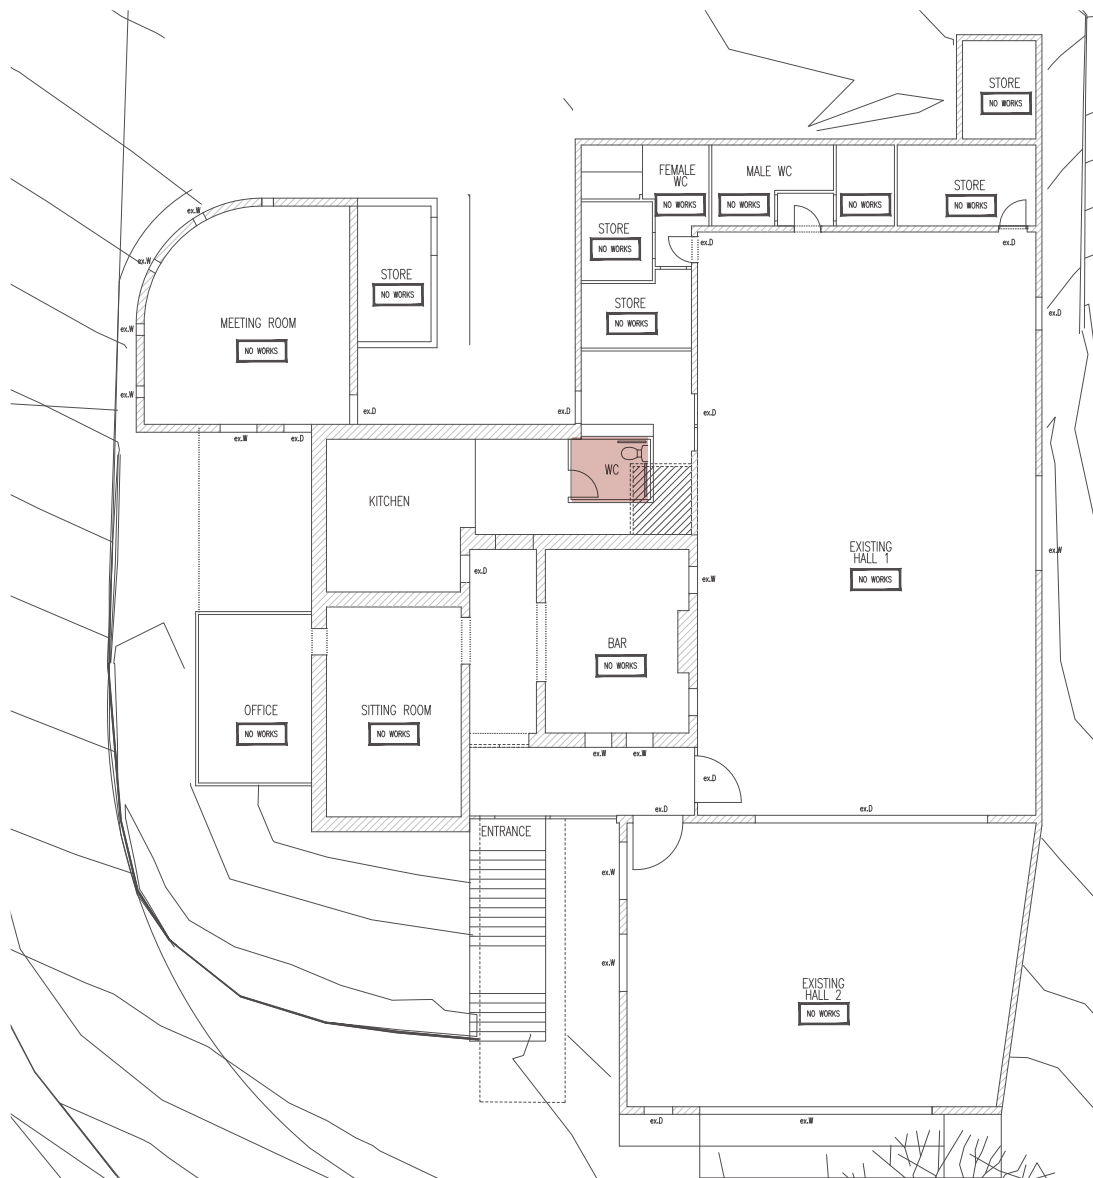 STORE
NO WORKS
FEMALE
WC
NO WORKS
MALE WC
NO WORKS
NO WORKS
STORE
NO WORKS
ex.W
STORE
NO WORKS
ex.D
ex.D
ex.W
STORE
NO WORKS
STORE
NO WORKS
ex.D
ex.W
MEETING ROOM
NO WORKS
ex.W
ex.D
ex.D
ex.D
ex.W
ex.D
WC
KITCHEN
EXISTING
HALL 1
NO WORKS
ex.W
ex.D
ex.W
BAR
NO WORKS
OFFICE
NO WORKS
SITTING ROOM
NO WORKS
ex.W
ex.W
ex.D
ex.D
ex.D
ENTRANCE
ex.W
ex.W
EXISTING
HALL 2
NO WORKS
ex.D
ex.W